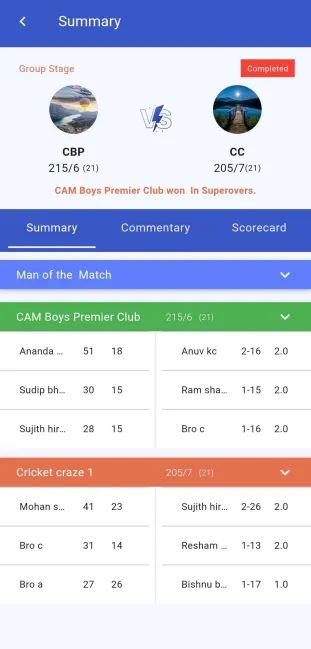 Summary
Group Stage
Completed
VS
CBP
CC
215/6 (21)
205/7(21)
CAM Boys Premier Club won In Superovers.
Summary Commentary Scorecard
Man of the Match
CAM Boys Premier Club 215/6 (21)
Ananda ... 51 18 Anuv kc 2-16 2.0
Sudip bh... 30 15 Ram sha... 1-15 2.0
Sujith hir... 28 15 Bro c 1-16 2.0
Cricket craze 1 205/7 (21)
Mohan s... 41 23 Sujith hir... 2-26 2.0
Bro c 31 14 Resham ... 1-13 2.0
Bro a 27 26 Bishnu b... 1-17 1.0